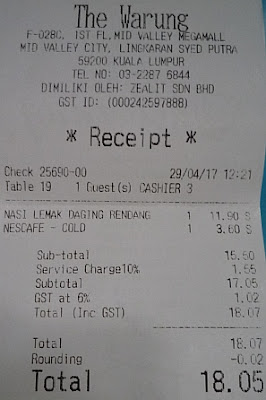 The Warung
F-028C, 1ST FL, MID VALLEY MEGAMALL
MID VALLEY CITY, LINGKARAN SYED PUTRA
59200 KUALA LUMPUR
TEL NO: 03-2287 6844
DIMILIKI OLEH: ZEALIT SDN BHD
GST ID: (000242597888)
* Receipt *
Check 25690-00 29/04/17 12:21
Table 19 1 Guest(s) CASHIER 3
NASI LEMAK DAGING RENDANG 1 11.90 S
NESCAFE - COLD 1 3.60 S
Sub-total 15.50
Service Charge10% 1.55
Subtotal 17.05
GST at 6% 1.02
Total (Inc GST) 18.07
Total 18.07
Rounding -0.02
Total 18.05